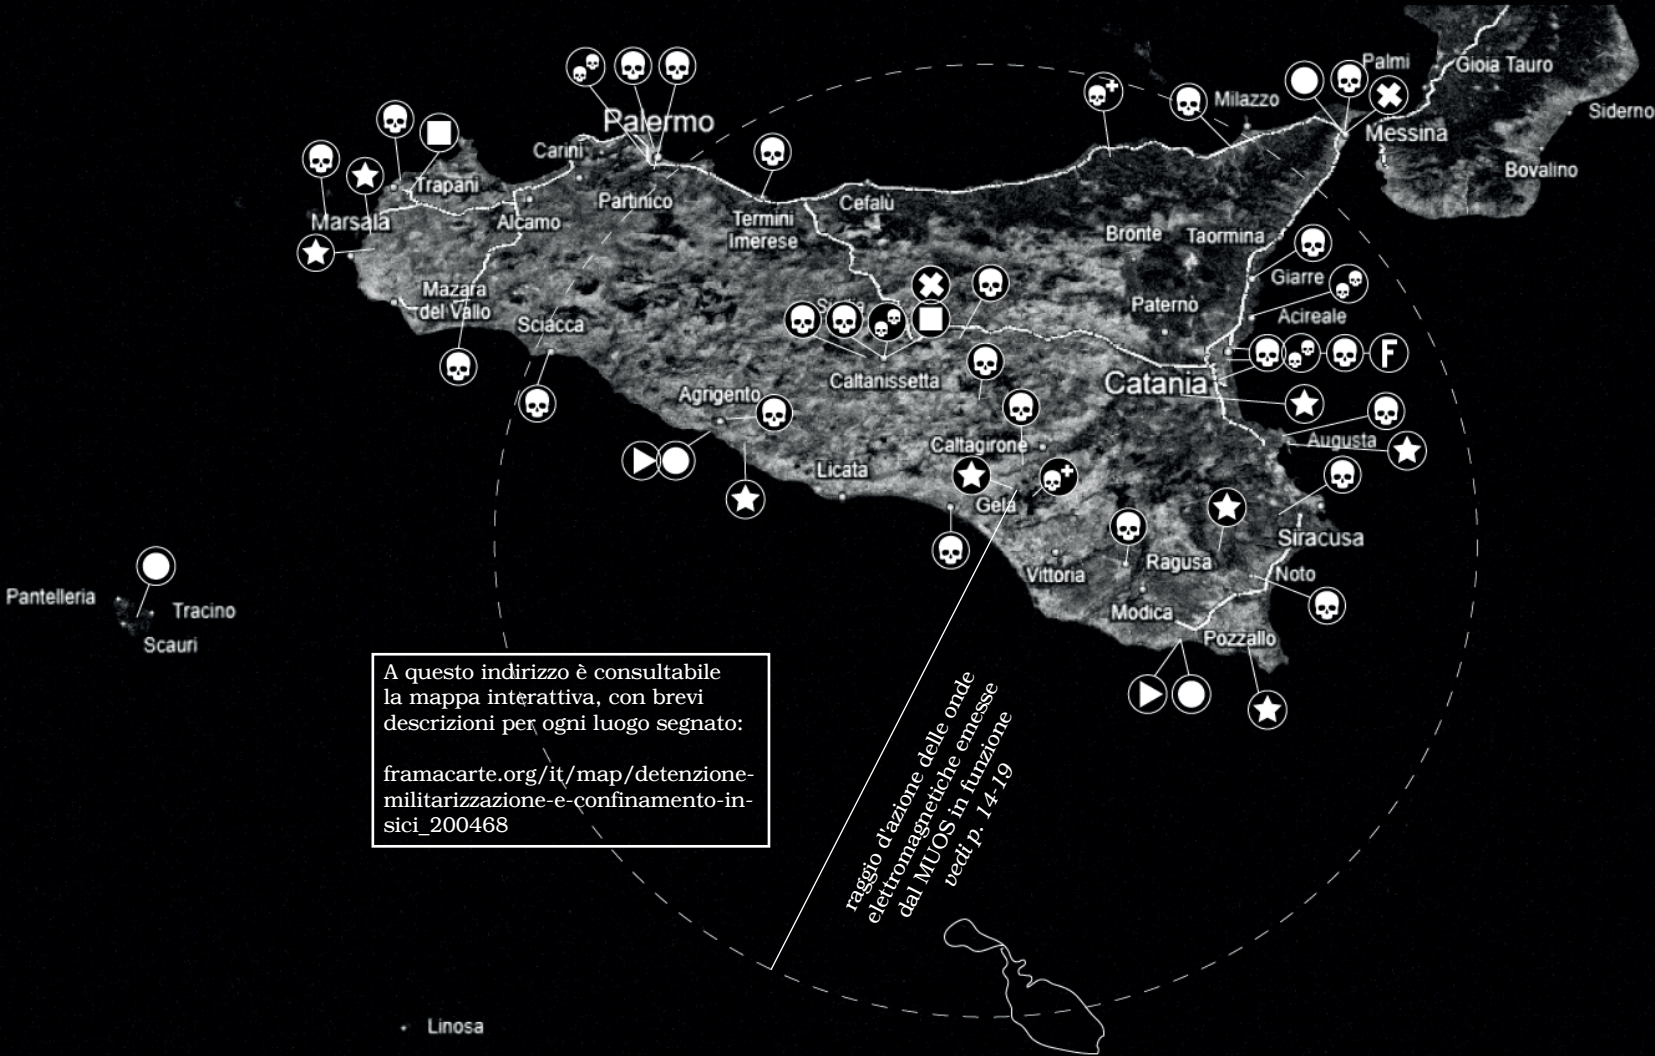 Palmi
Gioia Tauro
Milazzo
Siderno
Palermo
Messina
Carini
Bovalino
Trapani
Partinico
Cefalù
Marsala
Alcamo
Termini
Imerese
Bronte
Taormina
Giarre
Mazara
del Vallo
Paternò
Acireale
Sciacca
F
Caltanissetta
Catania
Agrigento
Augusta
Caltagirone
Licata
Gela
Siracusa
Vittoria
Ragusa
Noto
Pantelleria
Tracino
Modica
Scauri
Pozzallo
A questo indirizzo è consultabile
la mappa interattiva, con brevi
descrizioni per ogni luogo segnato:
framacarte.org/it/map/detenzione-
militarizzazione-e-confinamento-in-
sici_200468
raggio d'azione delle onde
elettromagnetiche emesse
dal MUOS in funzione
vedi p. 14-19
Linosa